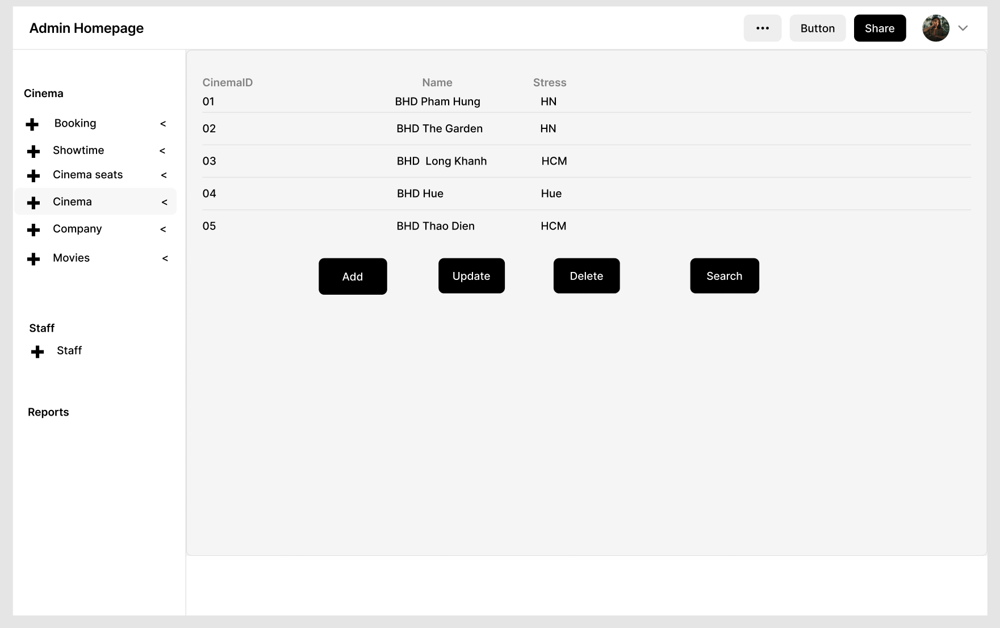 Admin Homepage
••• Button Share
Cinema
Booking <
Showtime <
Cinema seats <
Cinema <
Company <
Movies <
Staff
Staff
Reports
CinemaID Name Stress
01 BHD Pham Hung HN
02 BHD The Garden HN
03 BHD  Long Khanh HCM
04 BHD Hue Hue
05 BHD Thao Dien HCM
Add Update Delete Search